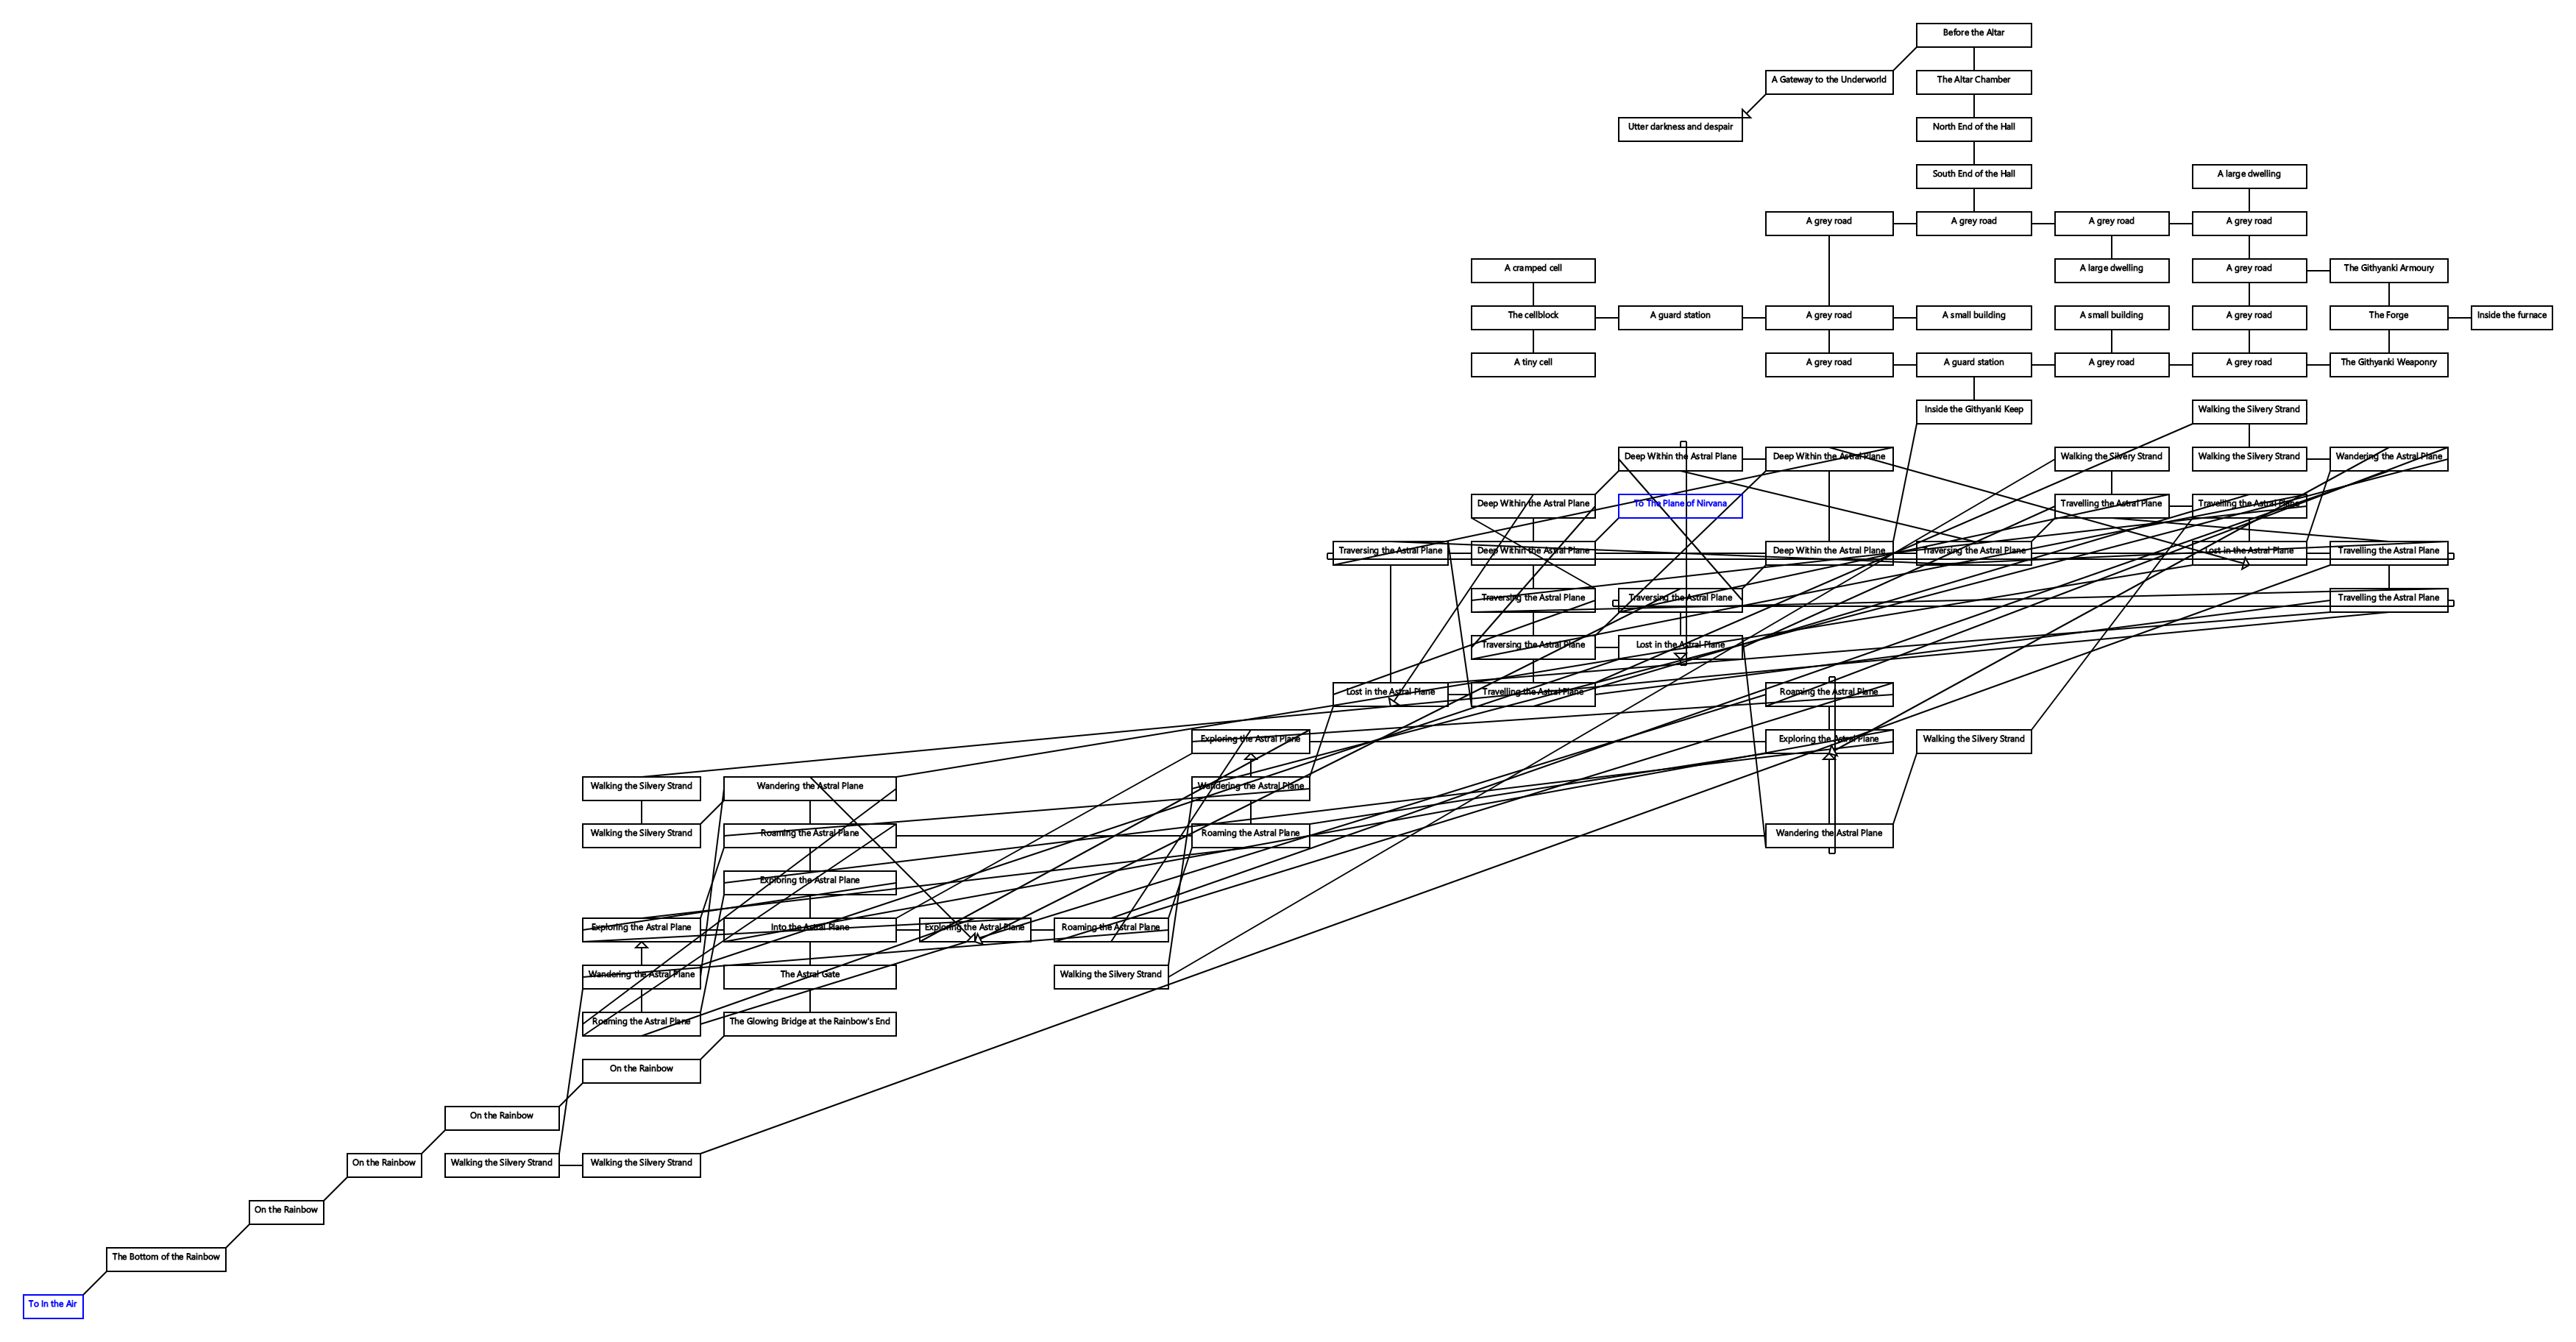 Before the Altar
A Gateway to the Underworld
The Altar Chamber
Utter darkness and despair
North End of the Hall
South End of the Hall
A large dwelling
A grey road
A grey road
A grey road
A grey road
A cramped cell
A large dwelling
A grey road
The Githyanki Armoury
The cellblock
A guard station
A grey road
A small building
A small building
A grey road
The Forge
Inside the furnace
A tiny cell
A grey road
A guard station
A grey road
A grey road
The Githyanki Weaponry
Inside the Githyanki Keep
Walking the Silvery Strand
Deep Within the Astral Plane
Deep Within the Astral Plane
Walking the Silvery Strand
Walking the Silvery Strand
Wandering the Astral Plane
Deep Within the Astral Plane
To The Plane of Nirvana
Travelling the Astral Plane
Travelling the Astral Plane
Traversing the Astral Plane
Deep Within the Astral Plane
Deep Within the Astral Plane
Traversing the Astral Plane
Lost in the Astral Plane
Travelling the Astral Plane
Traversing the Astral Plane
Traversing the Astral Plane
Travelling the Astral Plane
Traversing the Astral Plane
Lost in the Astral Plane
Lost in the Astral Plane
Travelling the Astral Plane
Roaming the Astral Plane
Exploring the Astral Plane
Exploring the Astral Plane
Walking the Silvery Strand
Walking the Silvery Strand
Wandering the Astral Plane
Wandering the Astral Plane
Walking the Silvery Strand
Roaming the Astral Plane
Roaming the Astral Plane
Wandering the Astral Plane
Exploring the Astral Plane
Exploring the Astral Plane
Into the Astral Plane
Exploring the Astral Plane
Roaming the Astral Plane
Wandering the Astral Plane
The Astral Gate
Walking the Silvery Strand
Roaming the Astral Plane
The Glowing Bridge at the Rainbow's End
On the Rainbow
On the Rainbow
On the Rainbow
Walking the Silvery Strand
Walking the Silvery Strand
On the Rainbow
The Bottom of the Rainbow
To In the Air